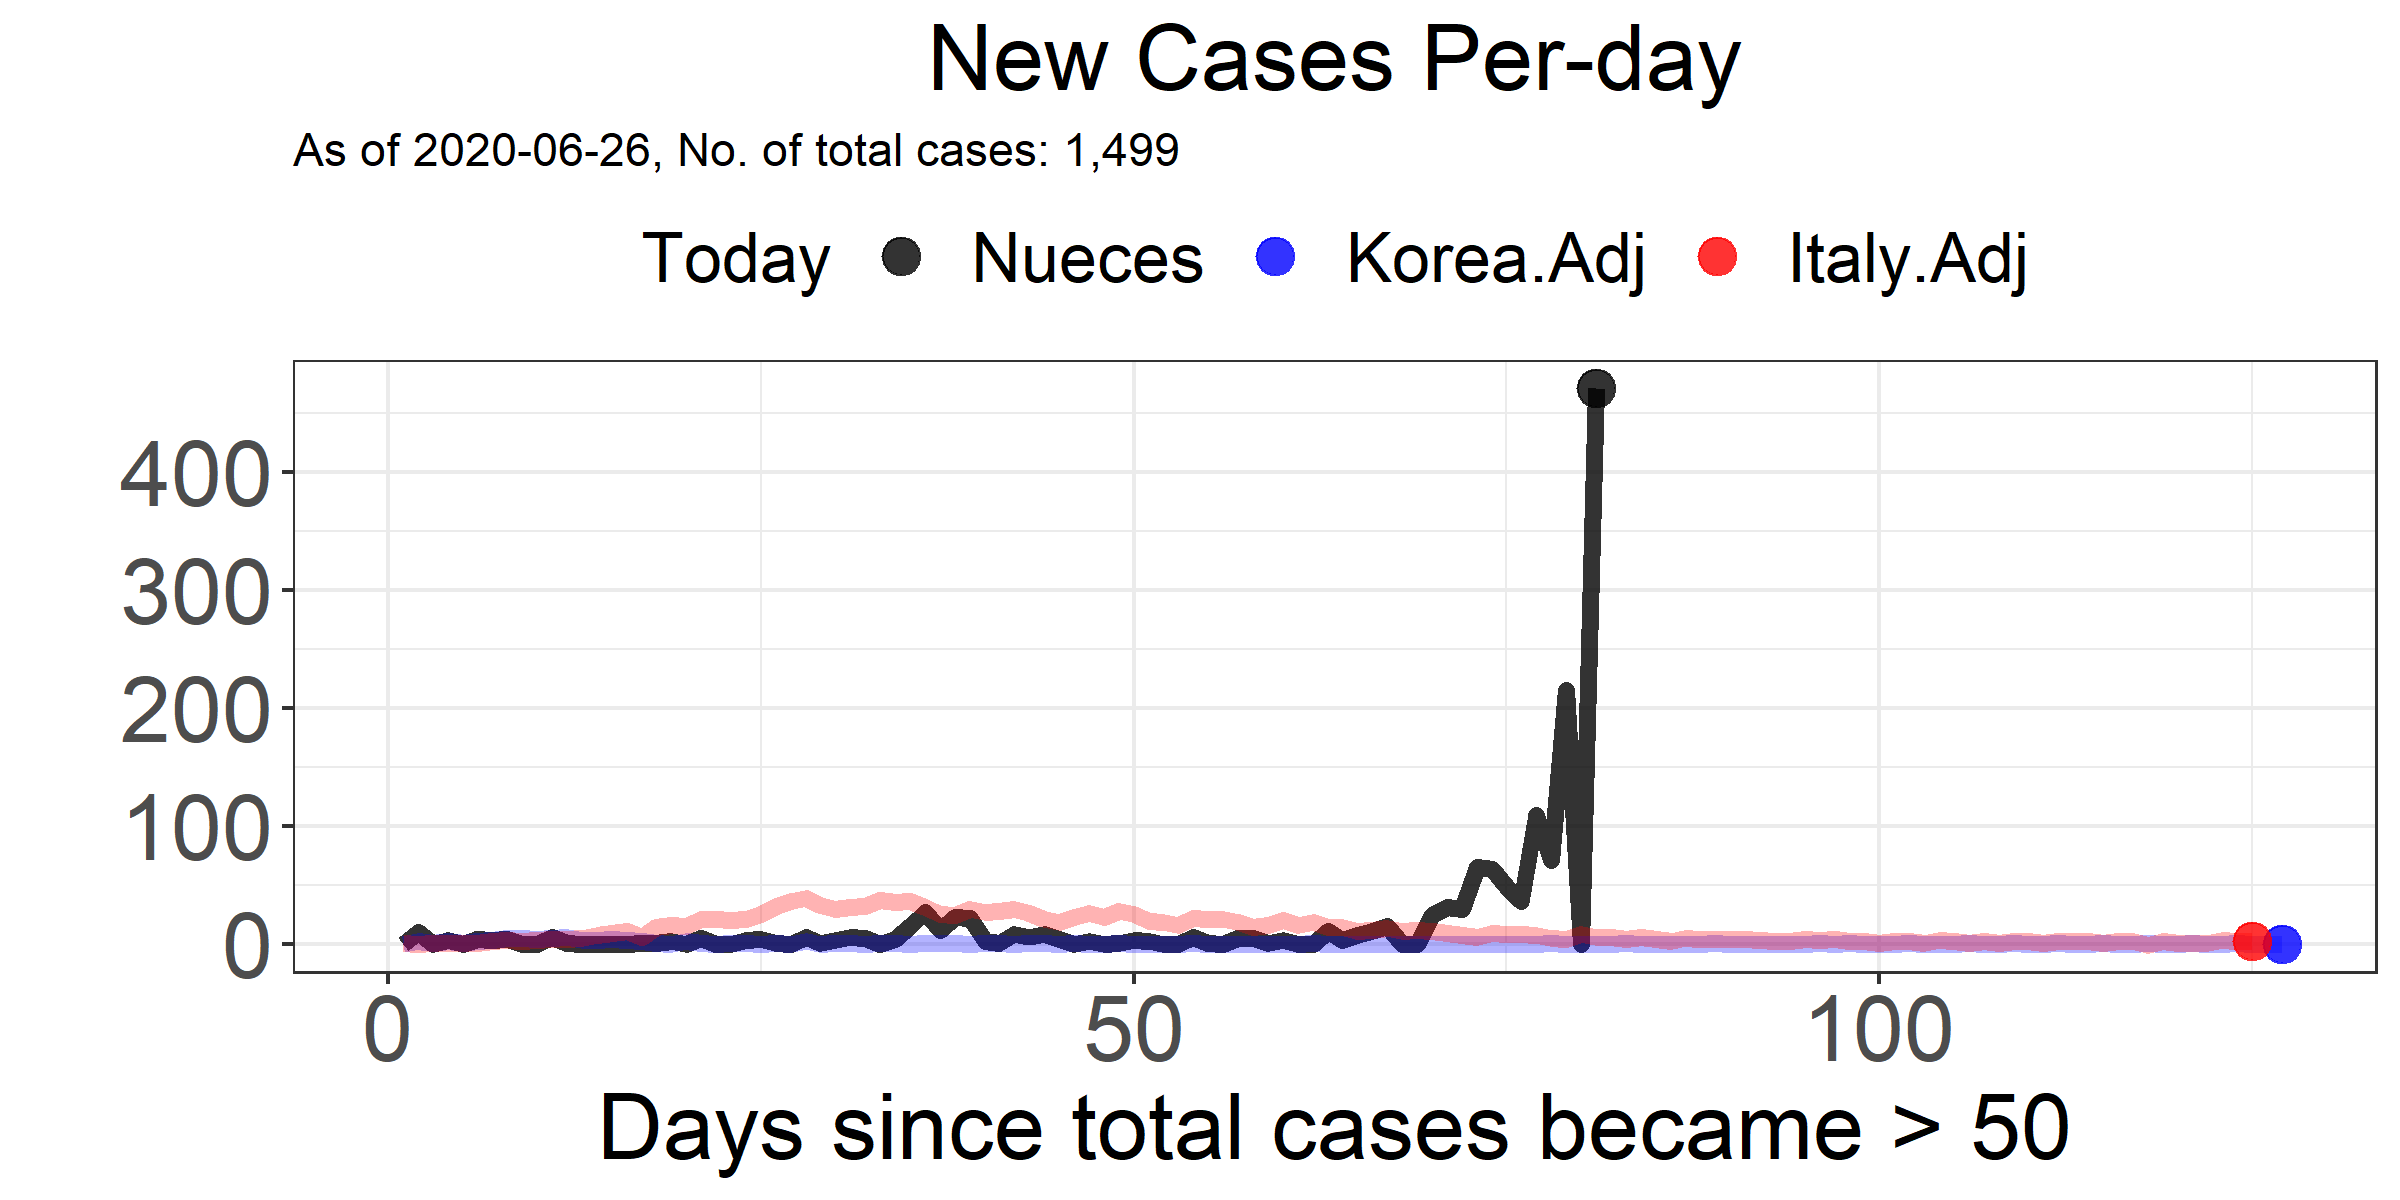 New Cases Per-day
As of 2020-06-26, No. of total cases: 1,499
Today Nueces Korea.Adj Italy.Adj
400
300
200
100
0
0 50 100
Days since total cases became > 50